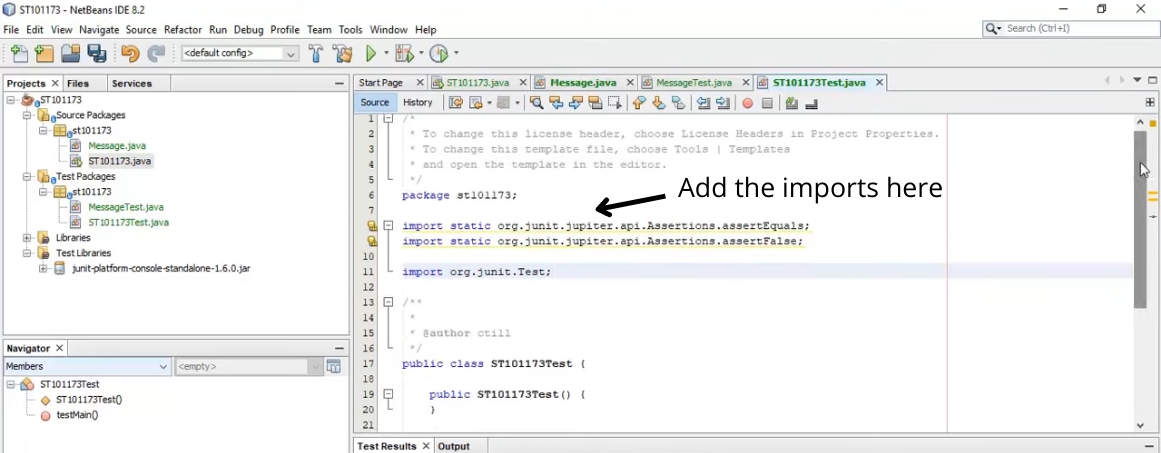 ST101173 - NetBeans IDE 8.2
File Edit View Navigate Source Refactor Run Debug Profile Team Tools Window Help
Search (Ctrl+I)
<default config>
Projects Files Services
ST101173
Source Packages
st101173
Message.java
ST101173.java
Test Packages
st101173
MessageTest.java
ST101173Test.java
Libraries
Test Libraries
junit-platform-console-standalone-1.6.0.jar
Navigator
Members <empty>
ST101173Test
ST101173Test()
testMain()
Start Page ST101173.java Message.java MessageTest.java ST101173Test.java
Source History
1 /*
2 * To change this license header, choose License Headers in Project Properties.
3 * To change this template file, choose Tools | Templates
4 * and open the template in the editor.
5 */
6 package st101173;
Add the imports here
7
import static org.junit.jupiter.api.Assertions.assertEquals;
import static org.junit.jupiter.api.Assertions.assertFalse;
10
11 import org.junit.Test;
12
13 /**
14 *
15 * @author ctill
16 */
17 public class ST101173Test {
18
19 public ST101173Test() {
20 }
21
Test Results Output